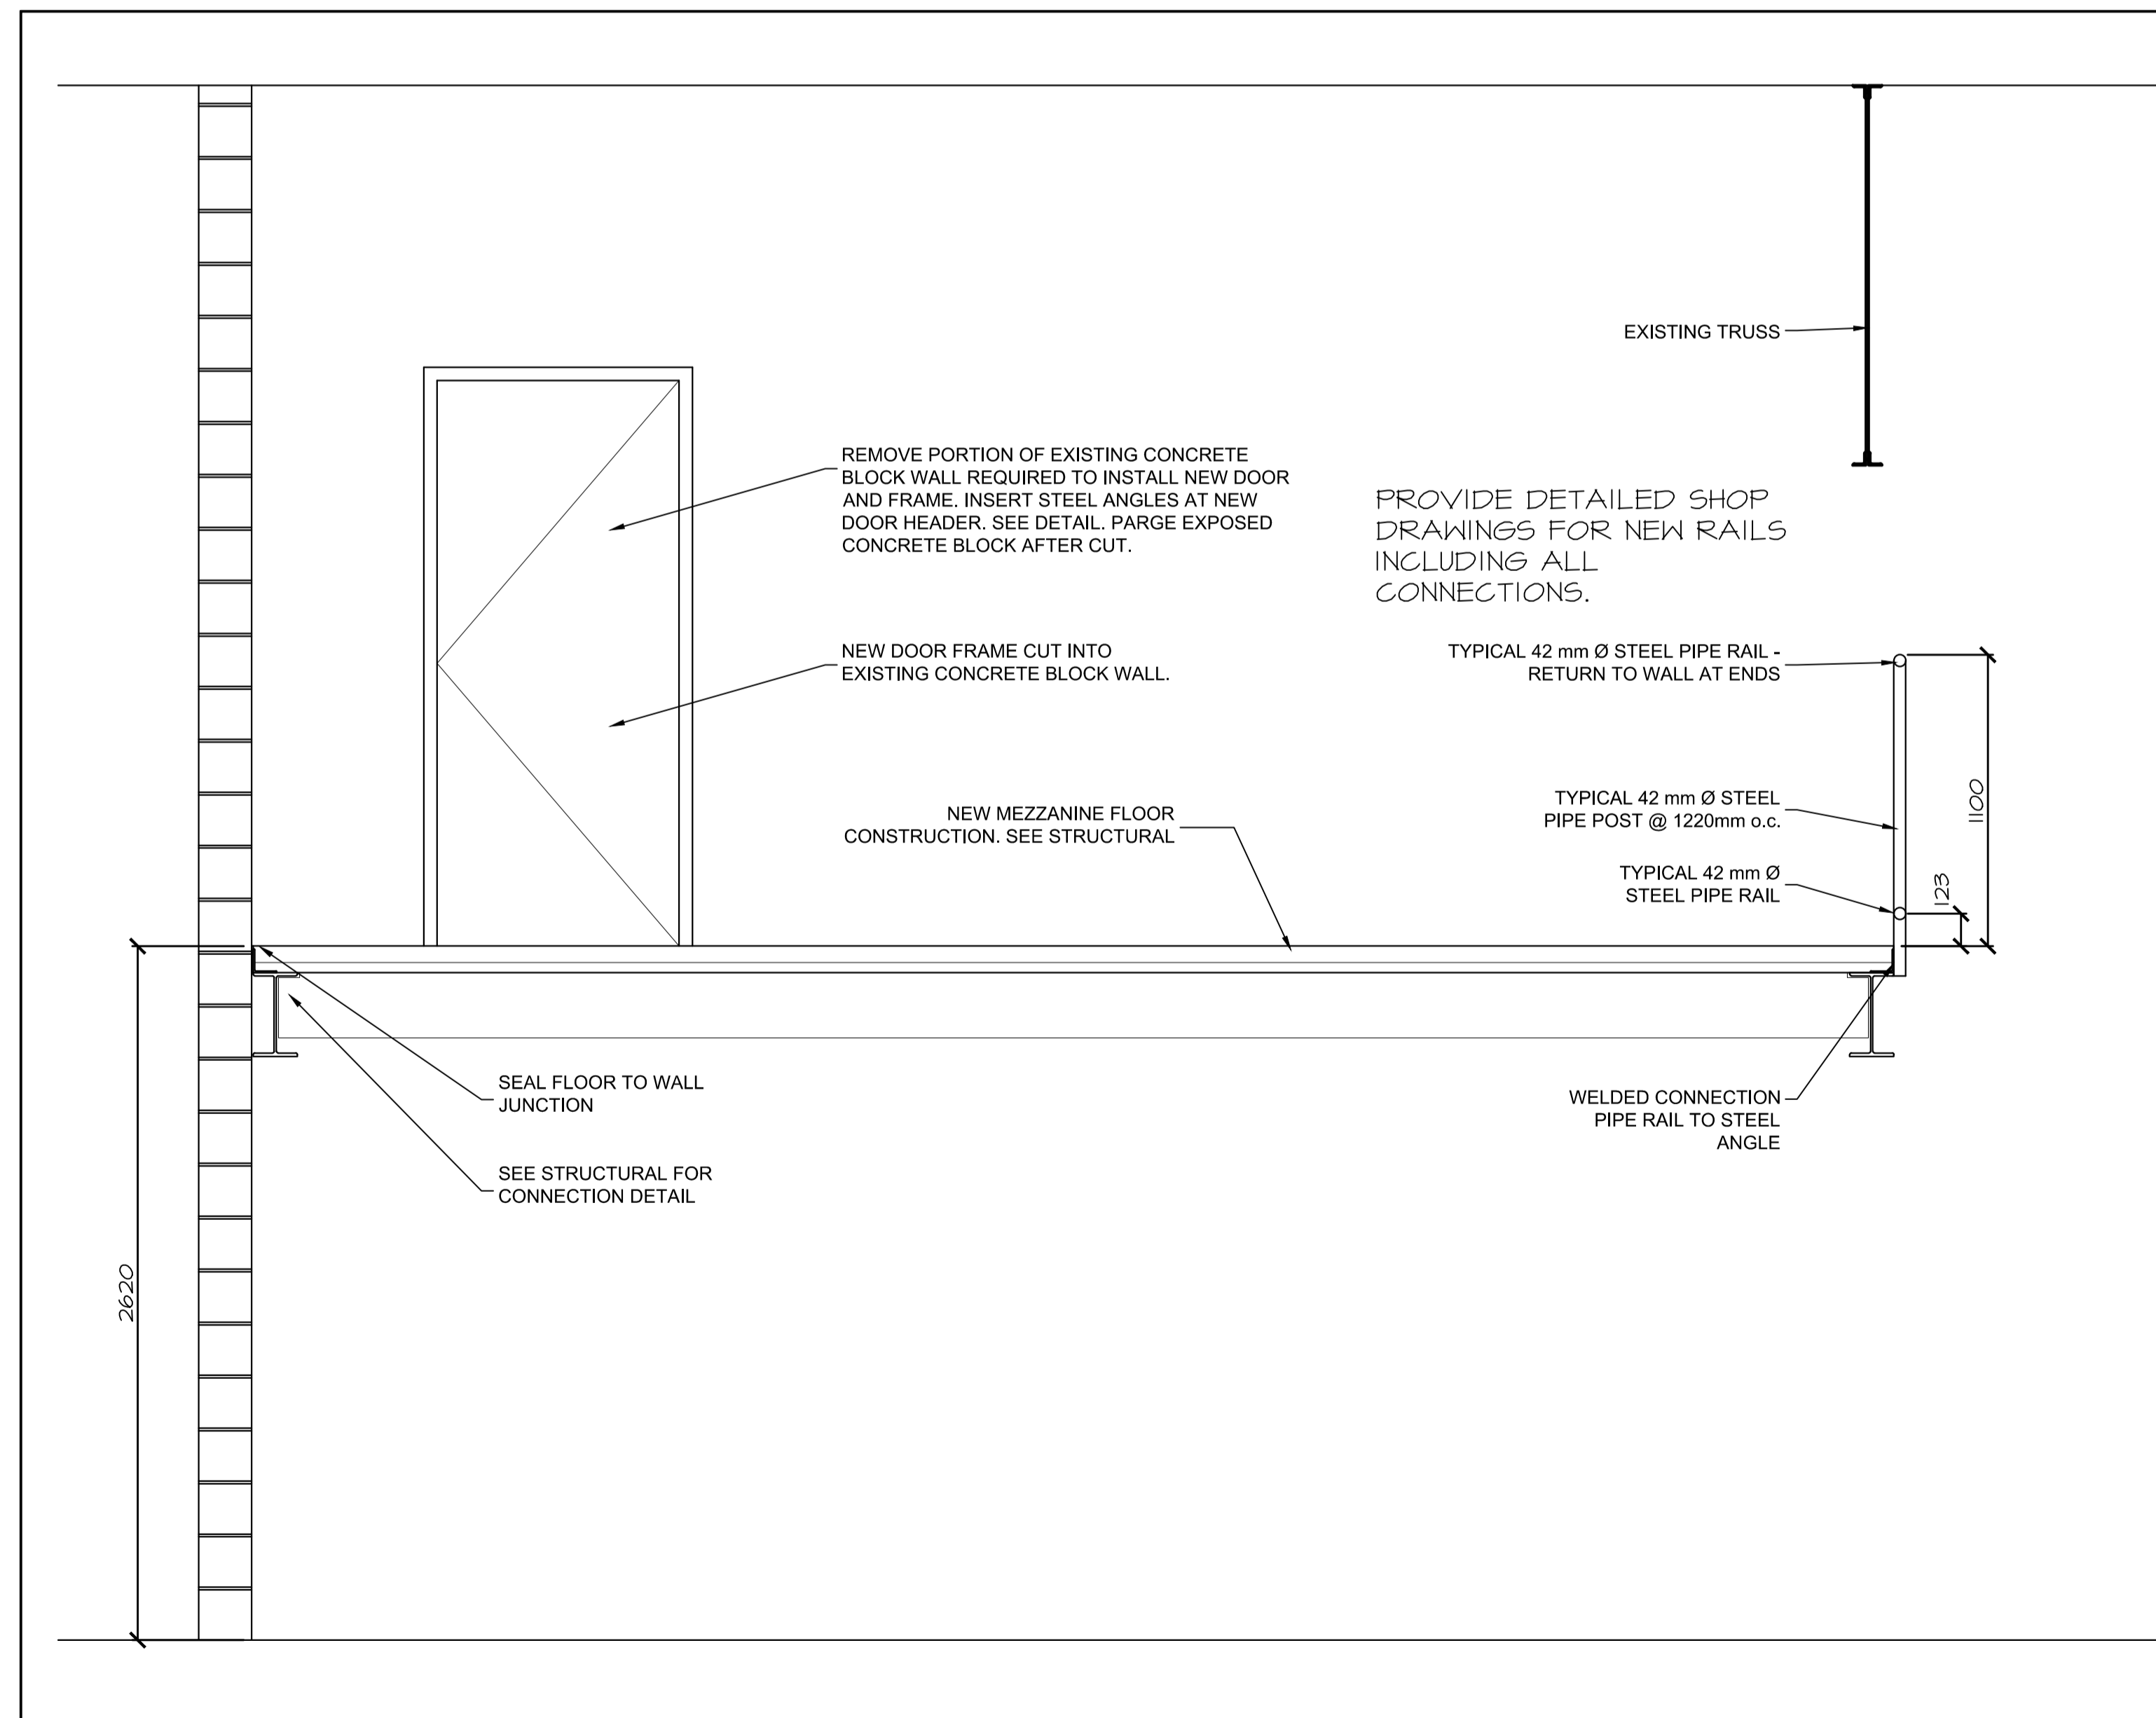 EXISTING TRUSS
REMOVE PORTION OF EXISTING CONCRETE
BLOCK WALL REQUIRED TO INSTALL NEW DOOR
AND FRAME. INSERT STEEL ANGLES AT NEW
DOOR HEADER. SEE DETAIL. PARGE EXPOSED
CONCRETE BLOCK AFTER CUT.
PROVIDE DETAILED SHOP
DRAWINGS FOR NEW RAILS
INCLUDING ALL
CONNECTIONS.
NEW DOOR FRAME CUT INTO
EXISTING CONCRETE BLOCK WALL.
TYPICAL 42 mm Ø STEEL PIPE RAIL -
RETURN TO WALL AT ENDS
NEW MEZZANINE FLOOR
CONSTRUCTION. SEE STRUCTURAL
TYPICAL 42 mm Ø STEEL
PIPE POST @ 1220mm o.c.
1100
TYPICAL 42 mm Ø
STEEL PIPE RAIL
123
SEAL FLOOR TO WALL
JUNCTION
WELDED CONNECTION
PIPE RAIL TO STEEL
ANGLE
SEE STRUCTURAL FOR
CONNECTION DETAIL
2620